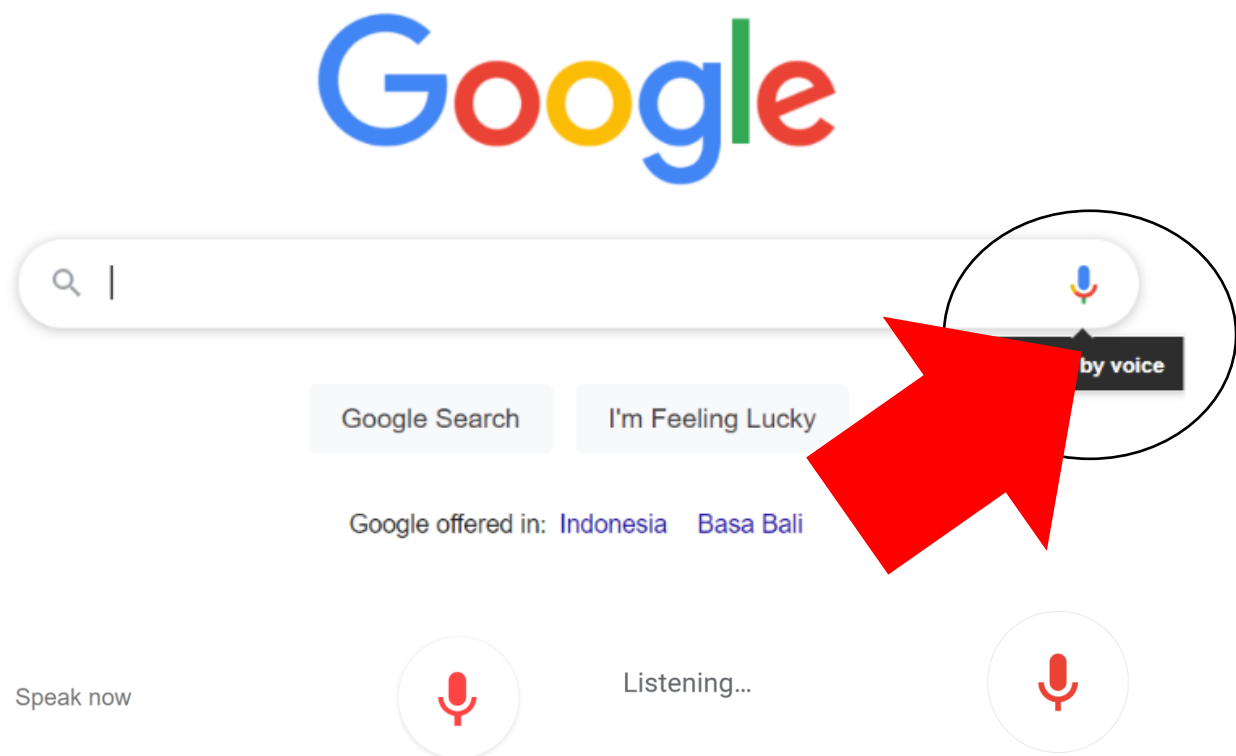 Google
by voice
Google Search
I'm Feeling Lucky
Google offered in: Indonesia Basa Bali
Speak now
Listening...